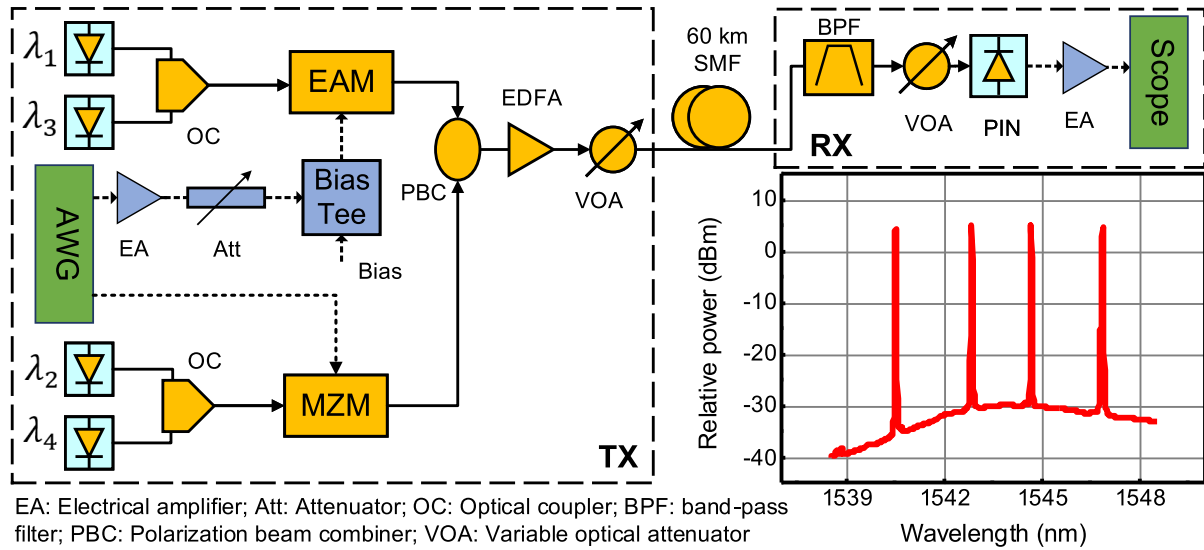 λ1
λ3
OC
EAM
AWG
EA
Att
Bias
Tee
Bias
λ2
λ4
OC
MZM
PBC
EDFA
VOA
TX
60 km
SMF
BPF
VOA
PIN
EA
Scope
RX
Relative power (dBm)
10
0
-10
-20
-30
-40
1539 1542 1545 1548
Wavelength (nm)
EA: Electrical amplifier; Att: Attenuator; OC: Optical coupler; BPF: band-pass
filter; PBC: Polarization beam combiner; VOA: Variable optical attenuator